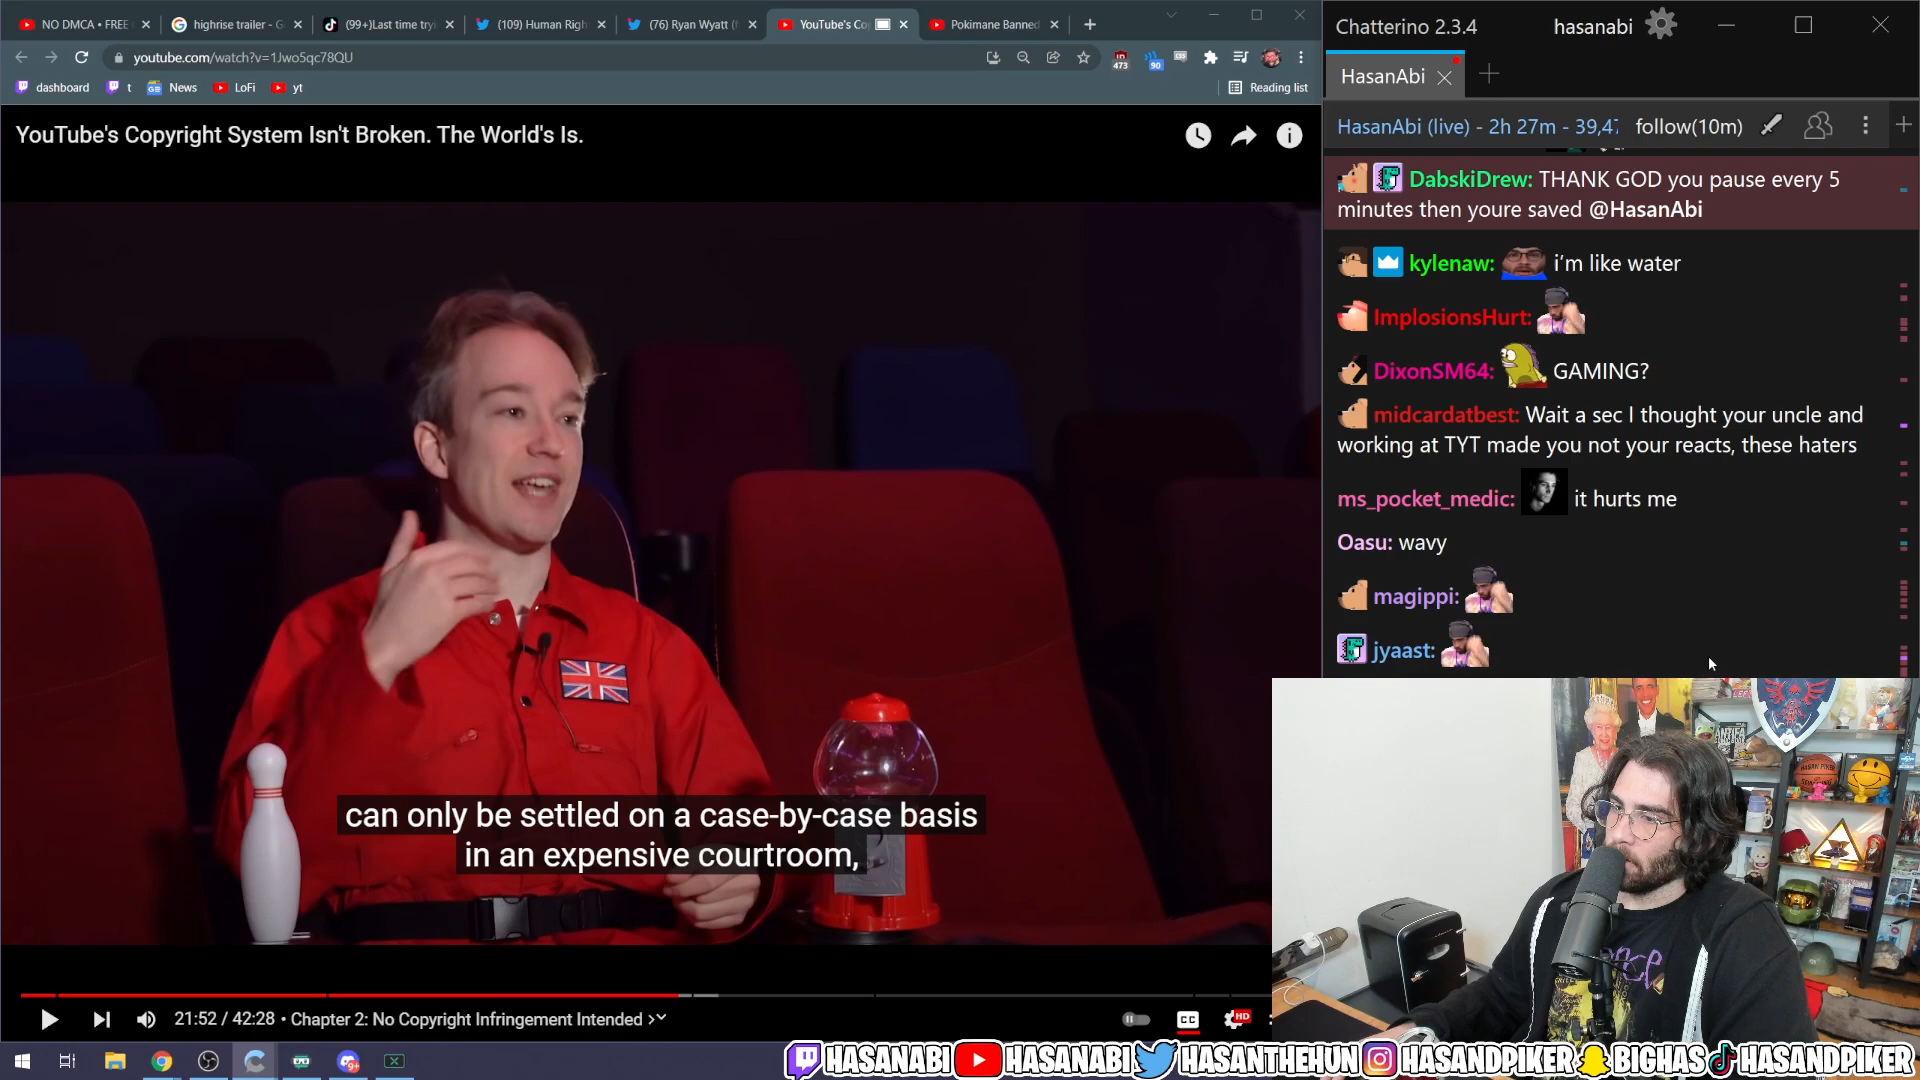 NO DMCA • FREE
highrise trailer - G
(99+)Last time tryi
(109) Human Righ
(76) Ryan Wyatt (f
YouTube's Co
Pokimane Banned
youtube.com/watch?v=1Jwo5qc78QU
473
90
dashboard
t
News
LoFi
yt
Reading list
YouTube's Copyright System Isn't Broken. The World's Is.
can only be settled on a case-by-case basis
in an expensive courtroom,
21:52 / 42:28 • Chapter 2: No Copyright Infringement Intended
CC
HD
Chatterino 2.3.4
hasanabi
HasanAbi
HasanAbi (live) - 2h 27m - 39,47
follow(10m)
DabskiDrew: THANK GOD you pause every 5
minutes then youre saved @HasanAbi
kylenaw: i'm like water
ImplosionsHurt:
DixonSM64: GAMING?
midcardatbest: Wait a sec I thought your uncle and
working at TYT made you not your reacts, these haters
ms_pocket_medic: it hurts me
Oasu: wavy
magippi:
jyaast:
HASANABI HASANABI HASANTHEHUN HASANDPIKER BIGHAS HASANDPIKER